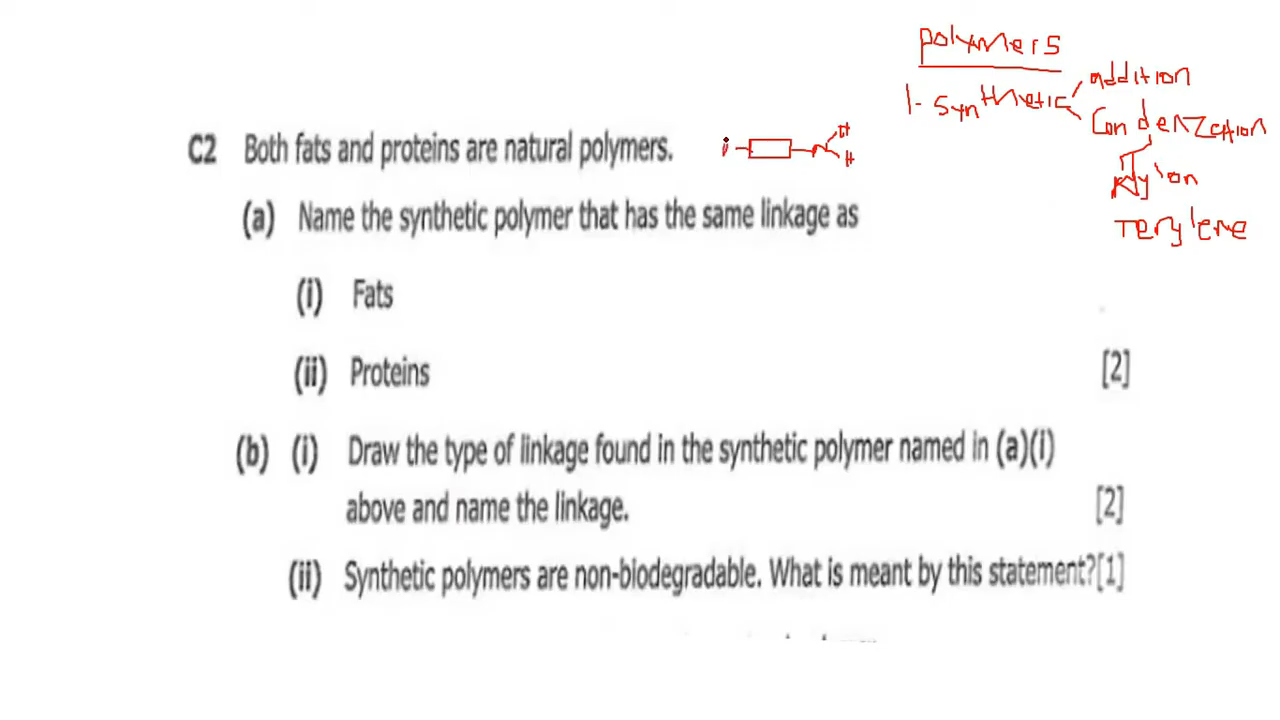 polymers
1- Synthetic addition
Condenzation
Nylon
Terylene
C2 Both fats and proteins are natural polymers.
H
H
(a) Name the synthetic polymer that has the same linkage as
(i) Fats
(ii) Proteins [2]
(b) (i) Draw the type of linkage found in the synthetic polymer named in (a)(i)
above and name the linkage. [2]
(ii) Synthetic polymers are non-biodegradable. What is meant by this statement?[1]